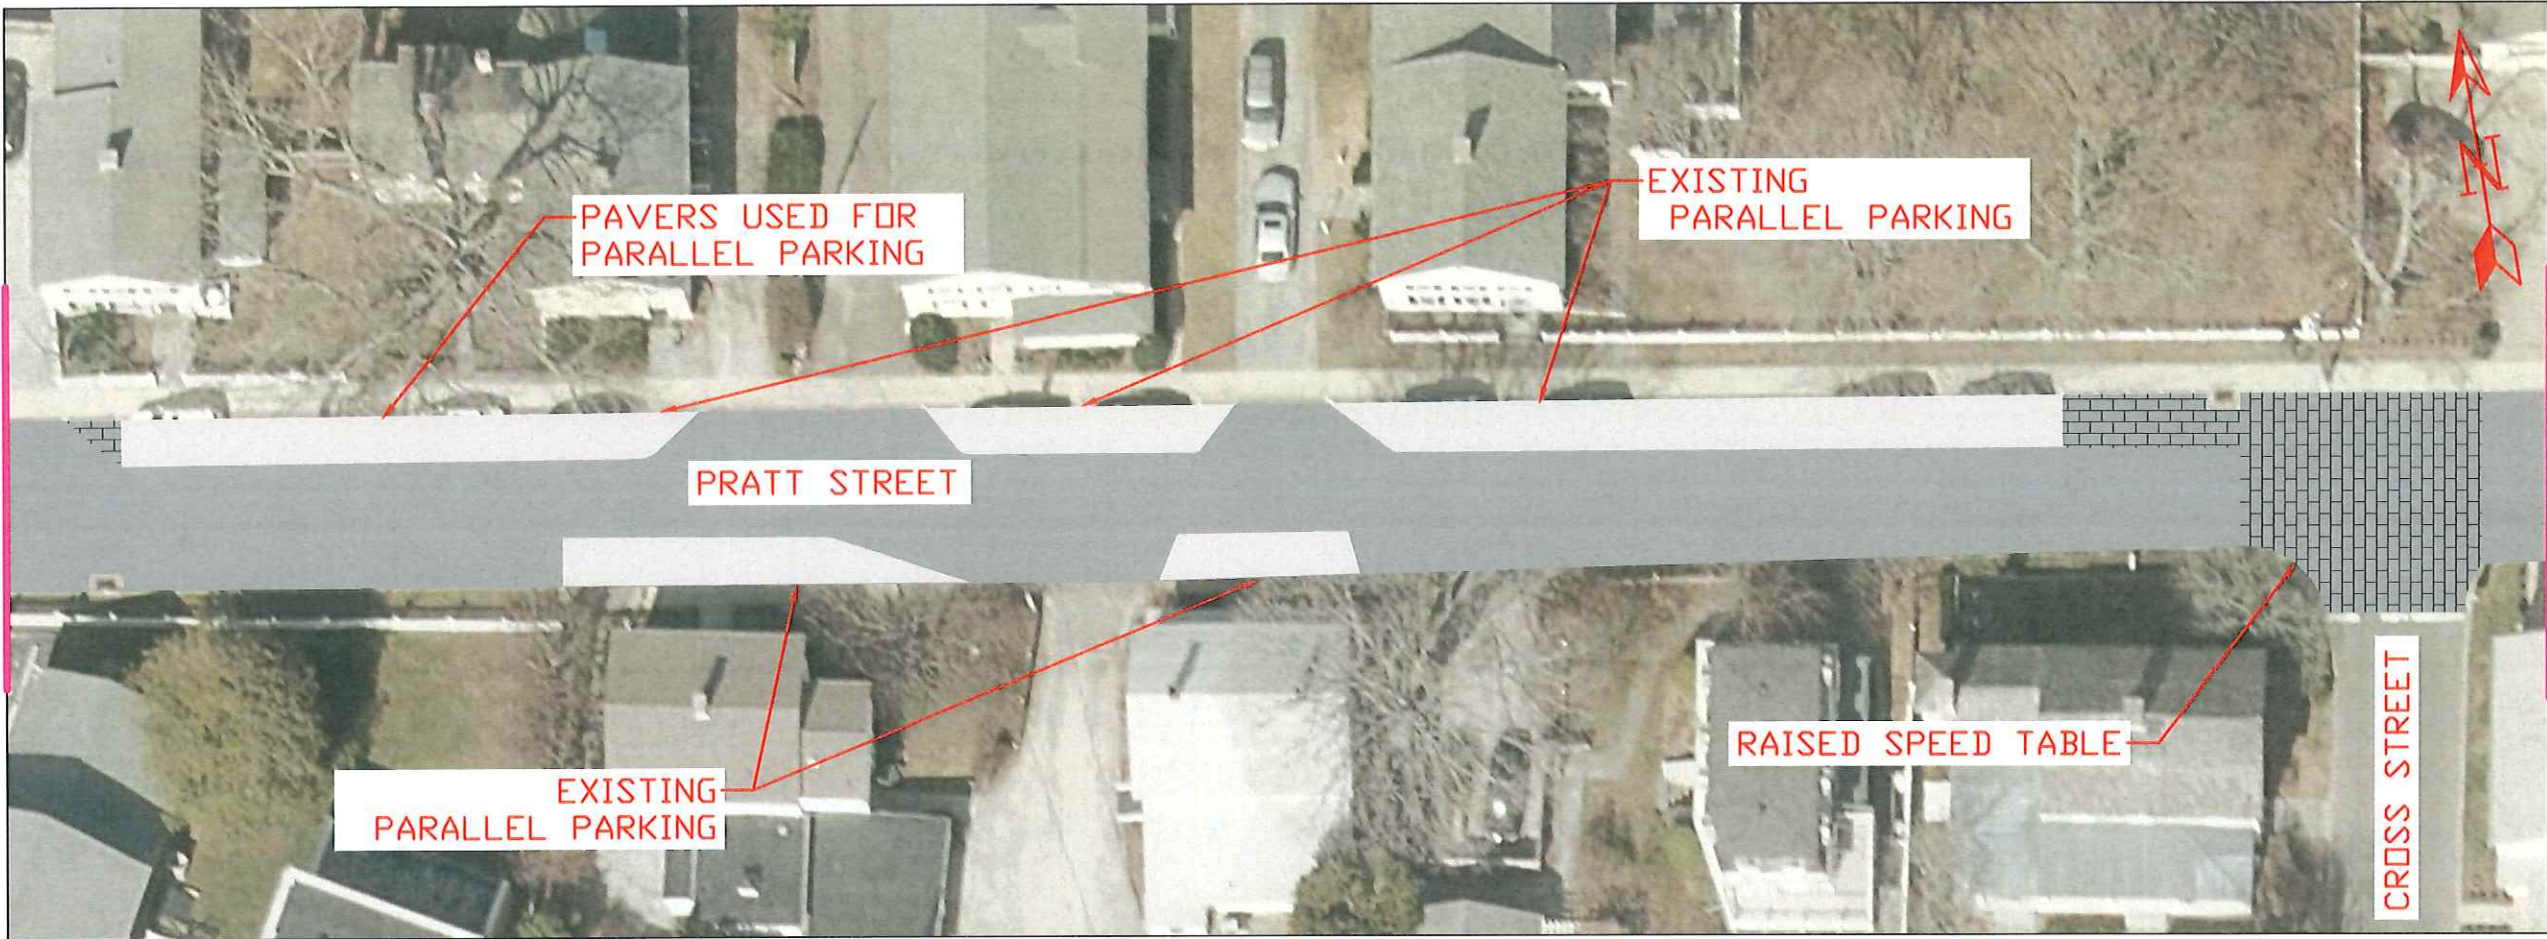 PAVERS USED FOR
PARALLEL PARKING
EXISTING
PARALLEL PARKING
N
PRATT STREET
EXISTING
PARALLEL PARKING
RAISED SPEED TABLE
CROSS STREET